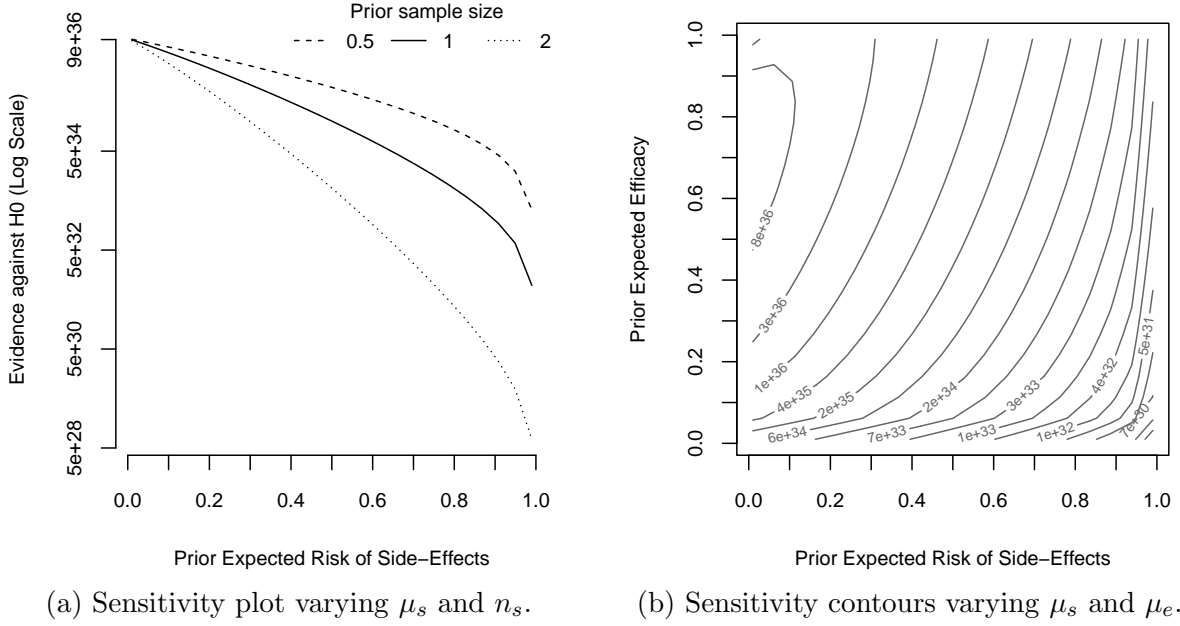 Prior sample size
0.5 1 2
Evidence against H0 (Log Scale)
9e+36
5e+34
5e+32
5e+30
5e+28
0.0 0.2 0.4 0.6 0.8 1.0
Prior Expected Risk of Side−Effects
(a) Sensitivity plot varying μs and ns.
Prior Expected Efficacy
1.0
0.8
0.6
0.4
0.2
0.0
8e+36
3e+36
1e+36
4e+35
2e+35
6e+34
2e+34
7e+33
3e+33
1e+33
4e+32
1e+32
5e+31
7e+30
0.0 0.2 0.4 0.6 0.8 1.0
Prior Expected Risk of Side−Effects
(b) Sensitivity contours varying μs and μe.